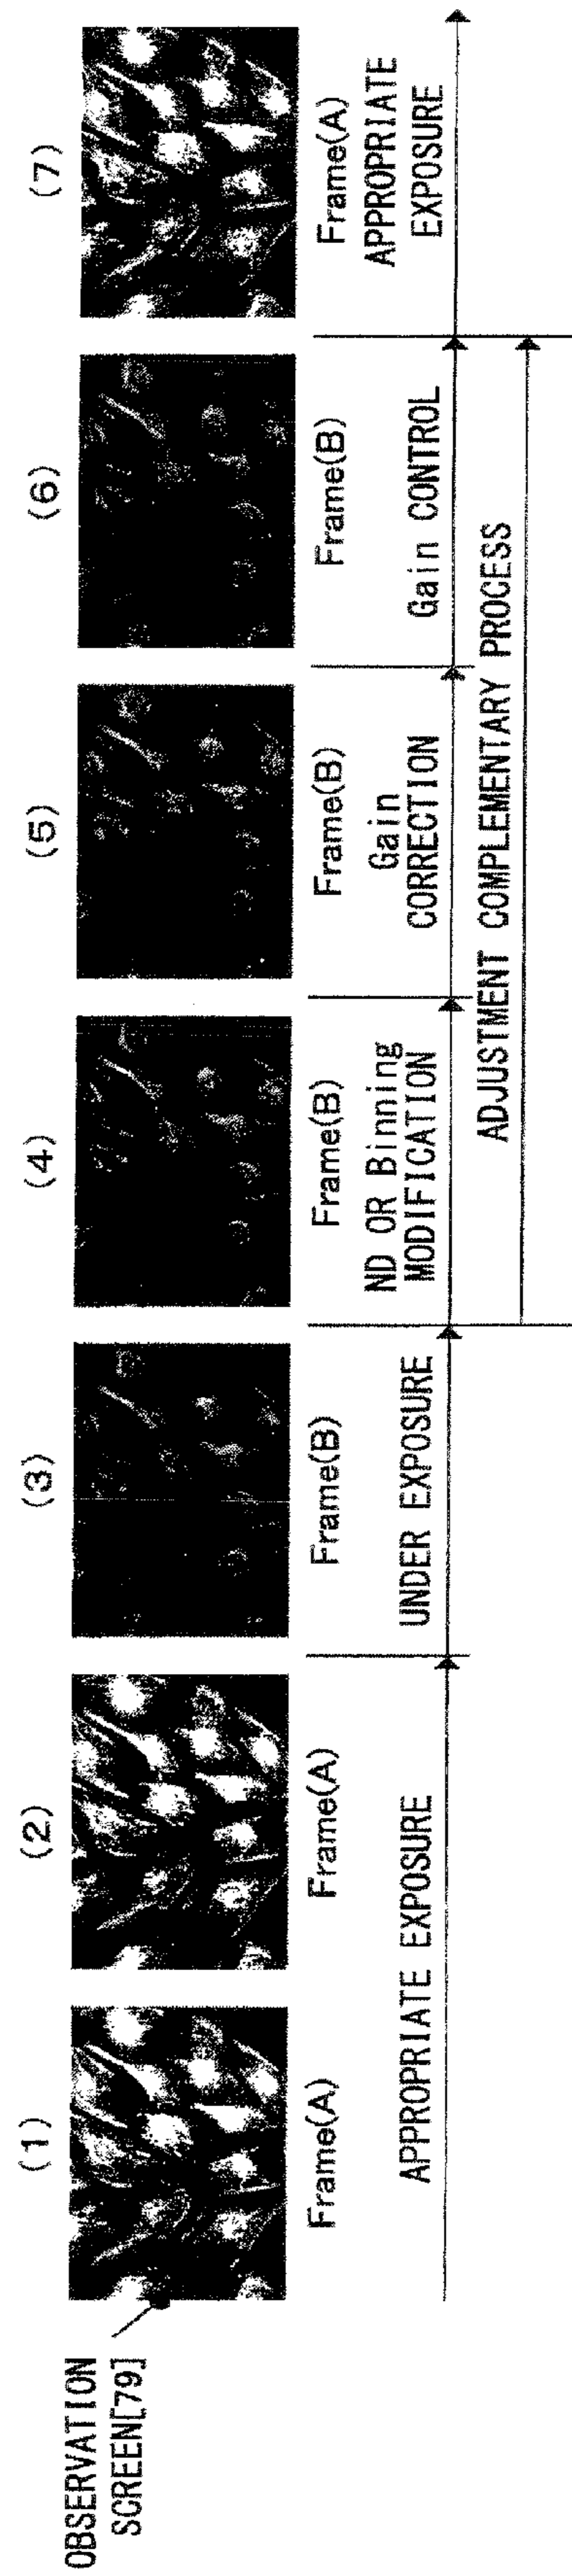 OBSERVATION
SCREEN[79]
(1)
(2)
(3)
(4)
(5)
(6)
(7)
Frame(A)
Frame(A)
Frame(B)
Frame(B)
Frame(B)
Frame(B)
Frame(A)
APPROPRIATE EXPOSURE
UNDER EXPOSURE
ND OR Binning
MODIFICATION
Gain
CORRECTION
Gain CONTROL
APPROPRIATE
EXPOSURE
ADJUSTMENT COMPLEMENTARY PROCESS